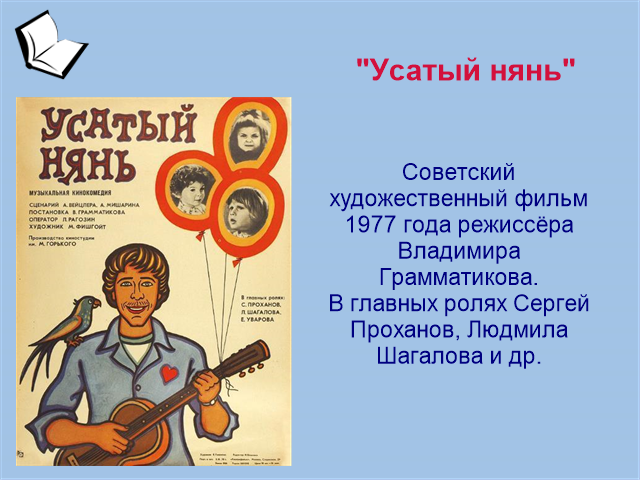 "Усатый нянь"
УСАТЫЙ
НЯНЬ
МУЗЫКАЛЬНАЯ КИНОКОМЕДИЯ
СЦЕНАРИЙ А. ВЕЙЦЛЕРА, А. МИШАРИНА
ПОСТАНОВКА В. ГРАММАТИКОВА
ОПЕРАТОР П. РАГОЗИН
ХУДОЖНИК М. ФИШГОЙТ
Производство киностудии
им. М. ГОРЬКОГО
В главных ролях:
С. ПРОХАНОВ,
Л. ШАГАЛОВА,
Е. УВАРОВА
Советский
художественный фильм
1977 года режиссёра
Владимира
Грамматикова.
В главных ролях Сергей
Проханов, Людмила
Шагалова и др.